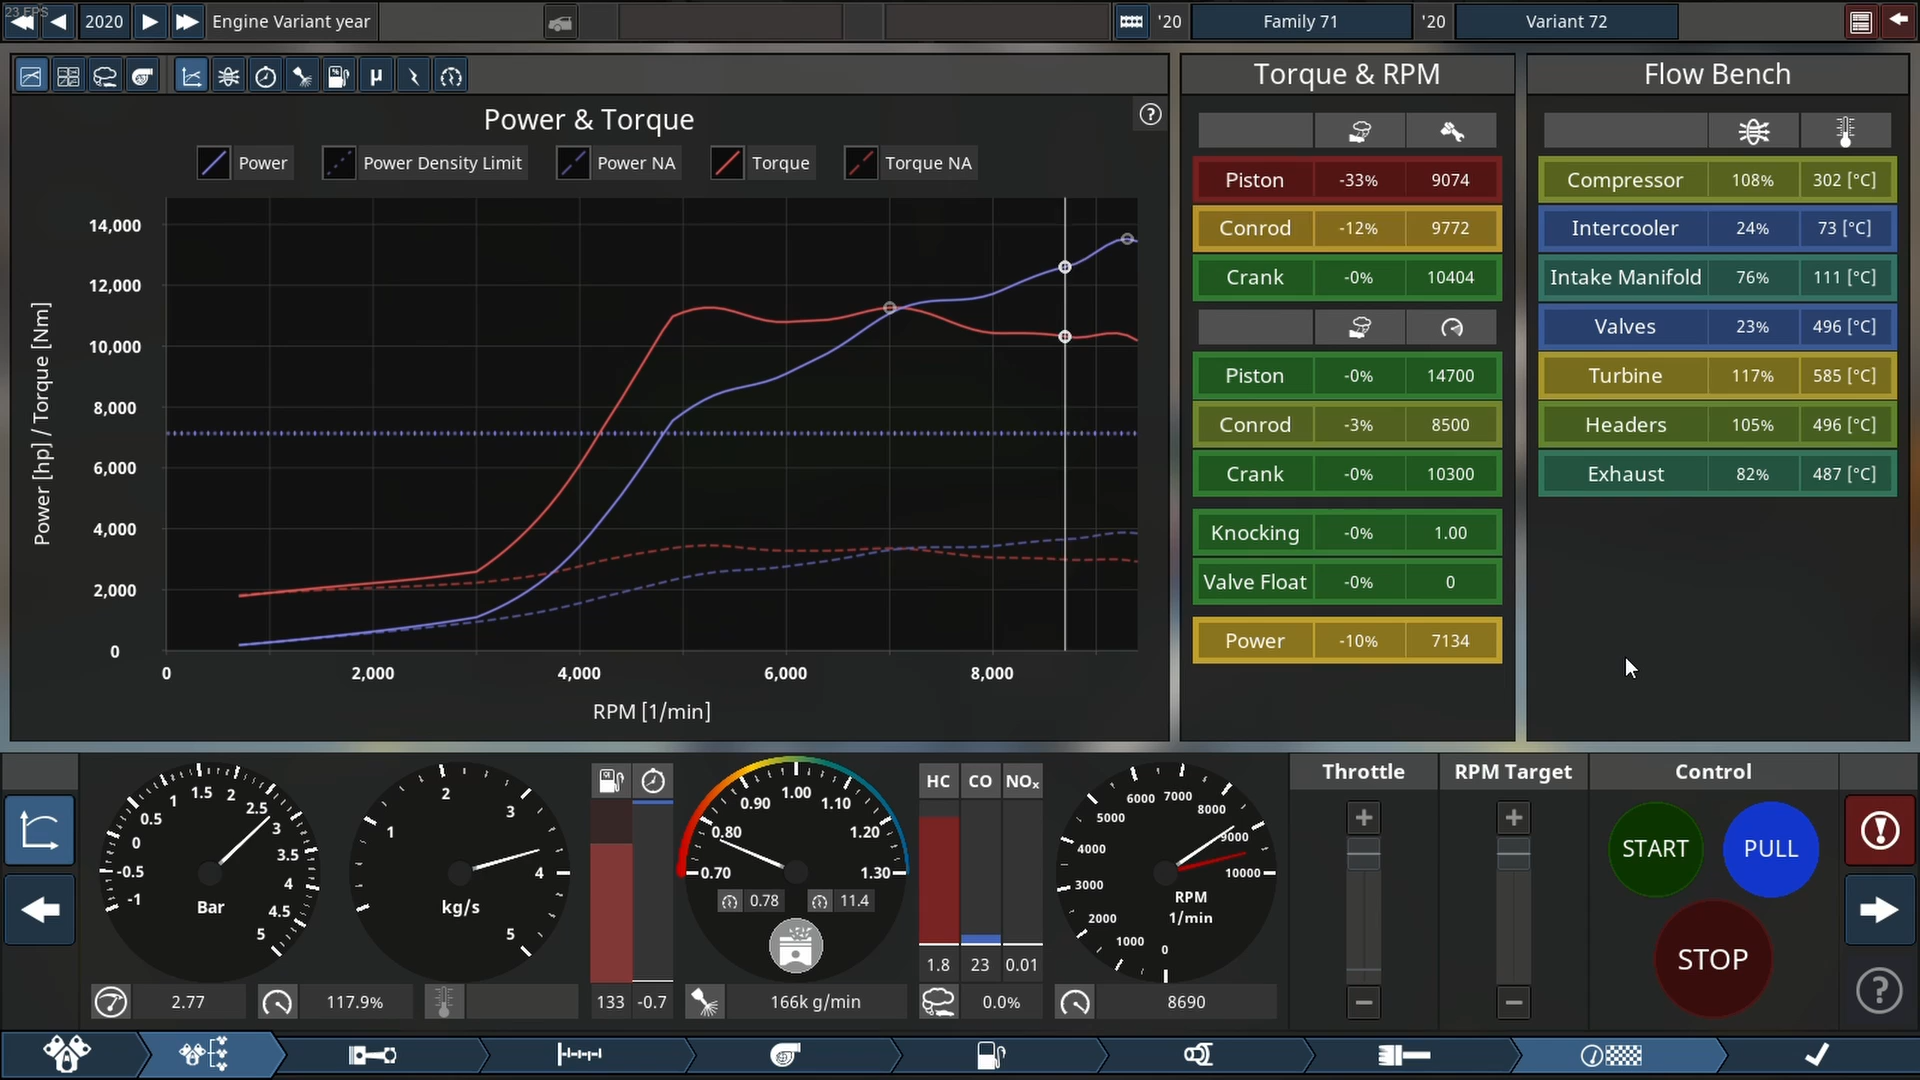 23 FPS
2020 Engine Variant year '20 Family 71 '20 Variant 72
Power & Torque
?
Power Power Density Limit Power NA Torque Torque NA
Power [hp] / Torque [Nm]
14,000
12,000
10,000
8,000
6,000
4,000
2,000
0
0 2,000 4,000 6,000 8,000
RPM [1/min]
Torque & RPM
Piston -33% 9074
Conrod -12% 9772
Crank -0% 10404
Piston -0% 14700
Conrod -3% 8500
Crank -0% 10300
Knocking -0% 1.00
Valve Float -0% 0
Power -10% 7134
Flow Bench
Compressor 108% 302 [°C]
Intercooler 24% 73 [°C]
Intake Manifold 76% 111 [°C]
Valves 23% 496 [°C]
Turbine 117% 585 [°C]
Headers 105% 496 [°C]
Exhaust 82% 487 [°C]
-1 -0.5 0 0.5 1 1.5 2 2.5 3 3.5 4 4.5 5
Bar
2.77
1 2 3 4 5
kg/s
117.9%
133 -0.7
0.70 0.80 0.90 1.00 1.10 1.20 1.30
0.78 11.4
166k g/min
HC CO NOx
1.8 23 0.01
0.0%
0 1000 2000 3000 4000 5000 6000 7000 8000 9000 10000
RPM
1/min
8690
Throttle
+
-
RPM Target
+
-
Control
START PULL
STOP
?